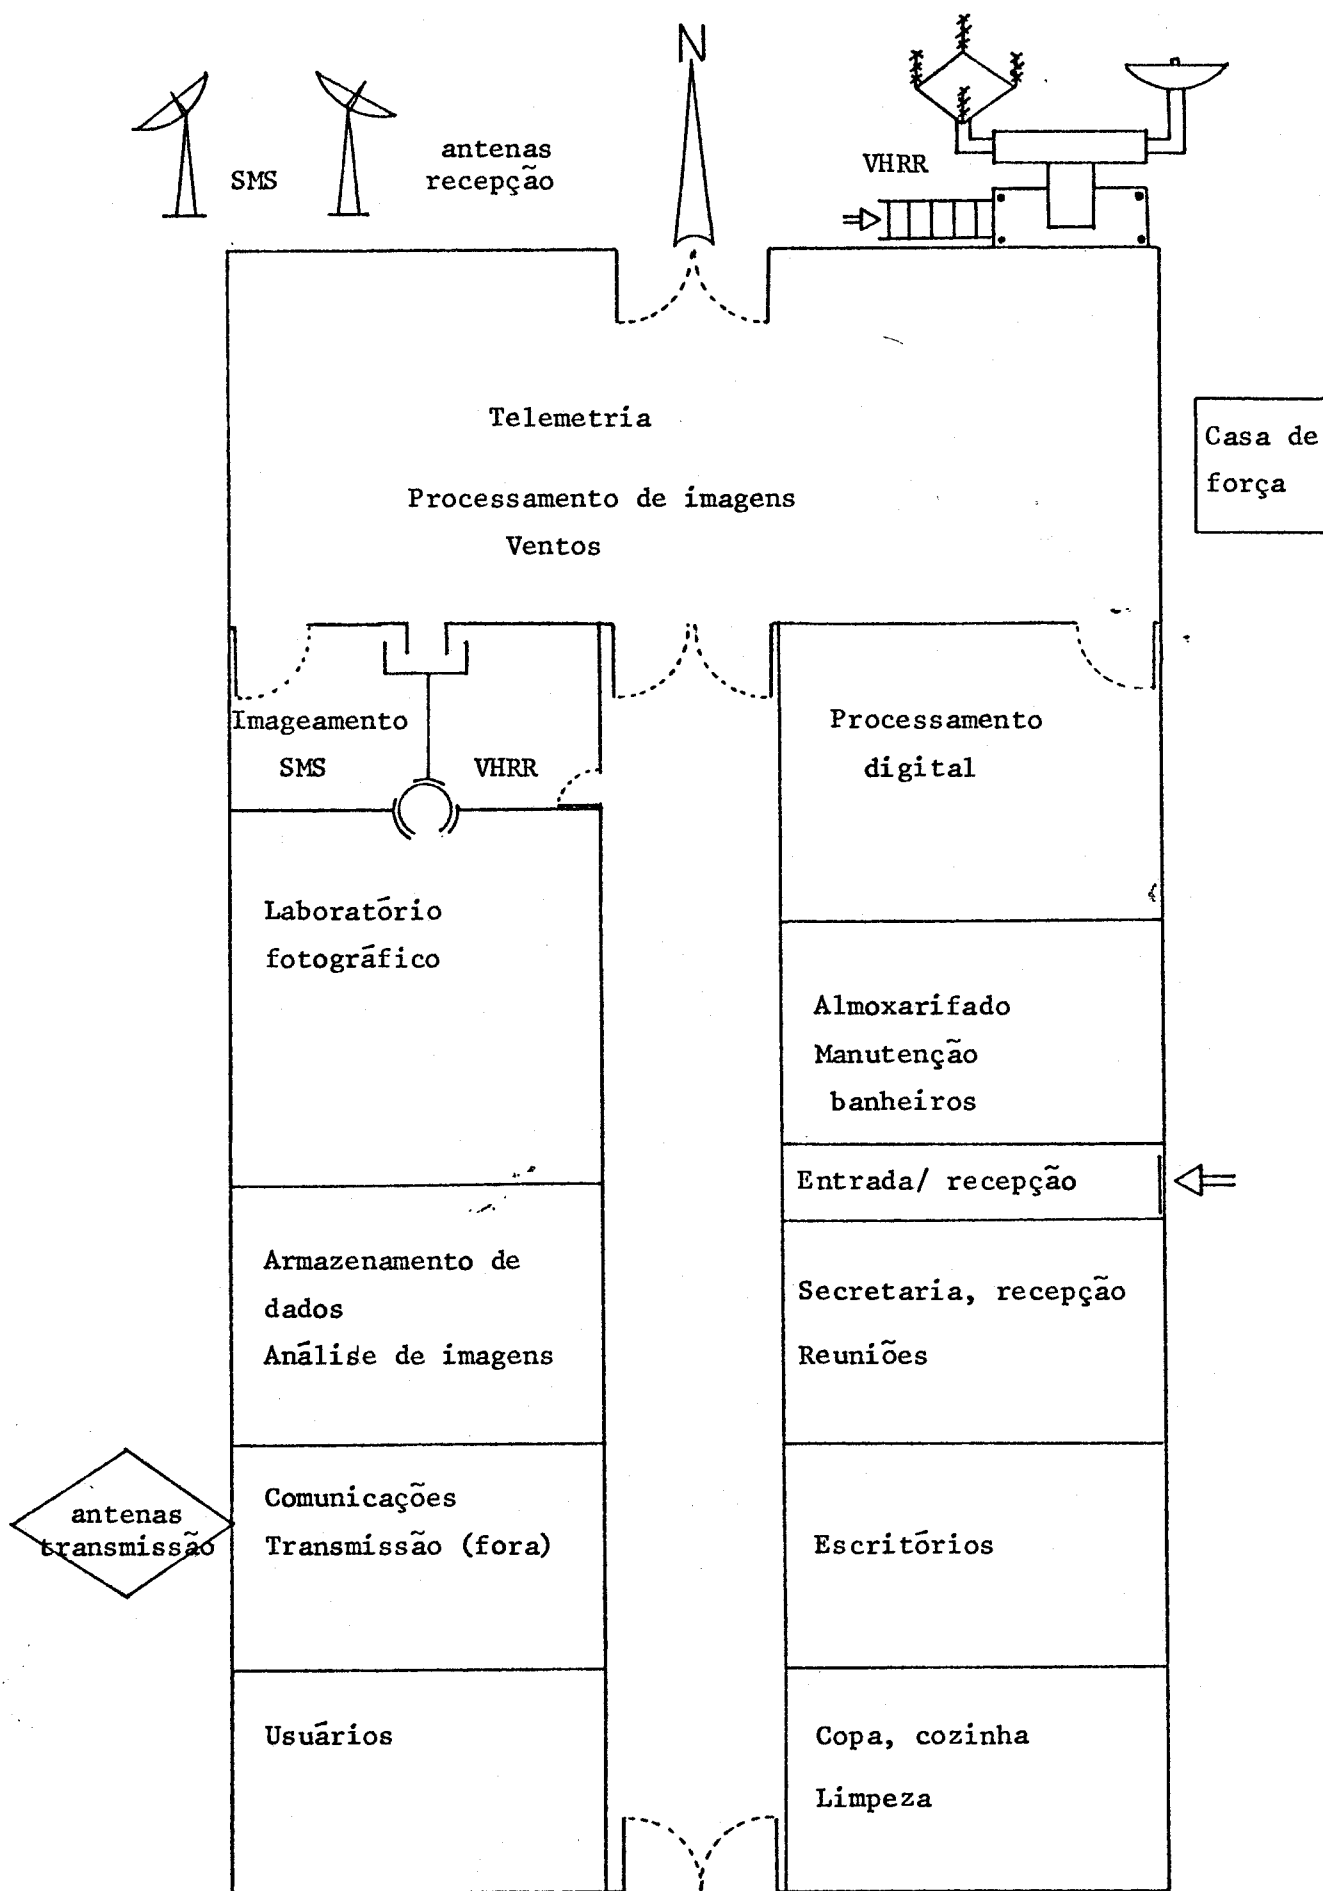 N
antenas
recepção
SMS
VHRR
Telemetria
Processamento de imagens
Ventos
Casa de
força
Imageamento
SMS
VHRR
Processamento
digital
Laboratório
fotográfico
Almoxarifado
Manutenção
banheiros
Entrada/ recepção
Armazenamento de
dados
Análise de imagens
Secretaria, recepção
Reuniões
antenas
transmissão
Comunicações
Transmissão (fora)
Escritórios
Usuários
Copa, cozinha
Limpeza